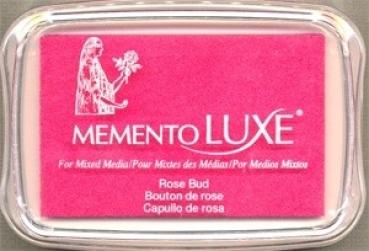 MEMENTO LUXE®
For Mixed Media/Pour Mixtes des Médias/Por Medios Mixtos
Rose Bud
Bouton de rose
Capullo de rosa